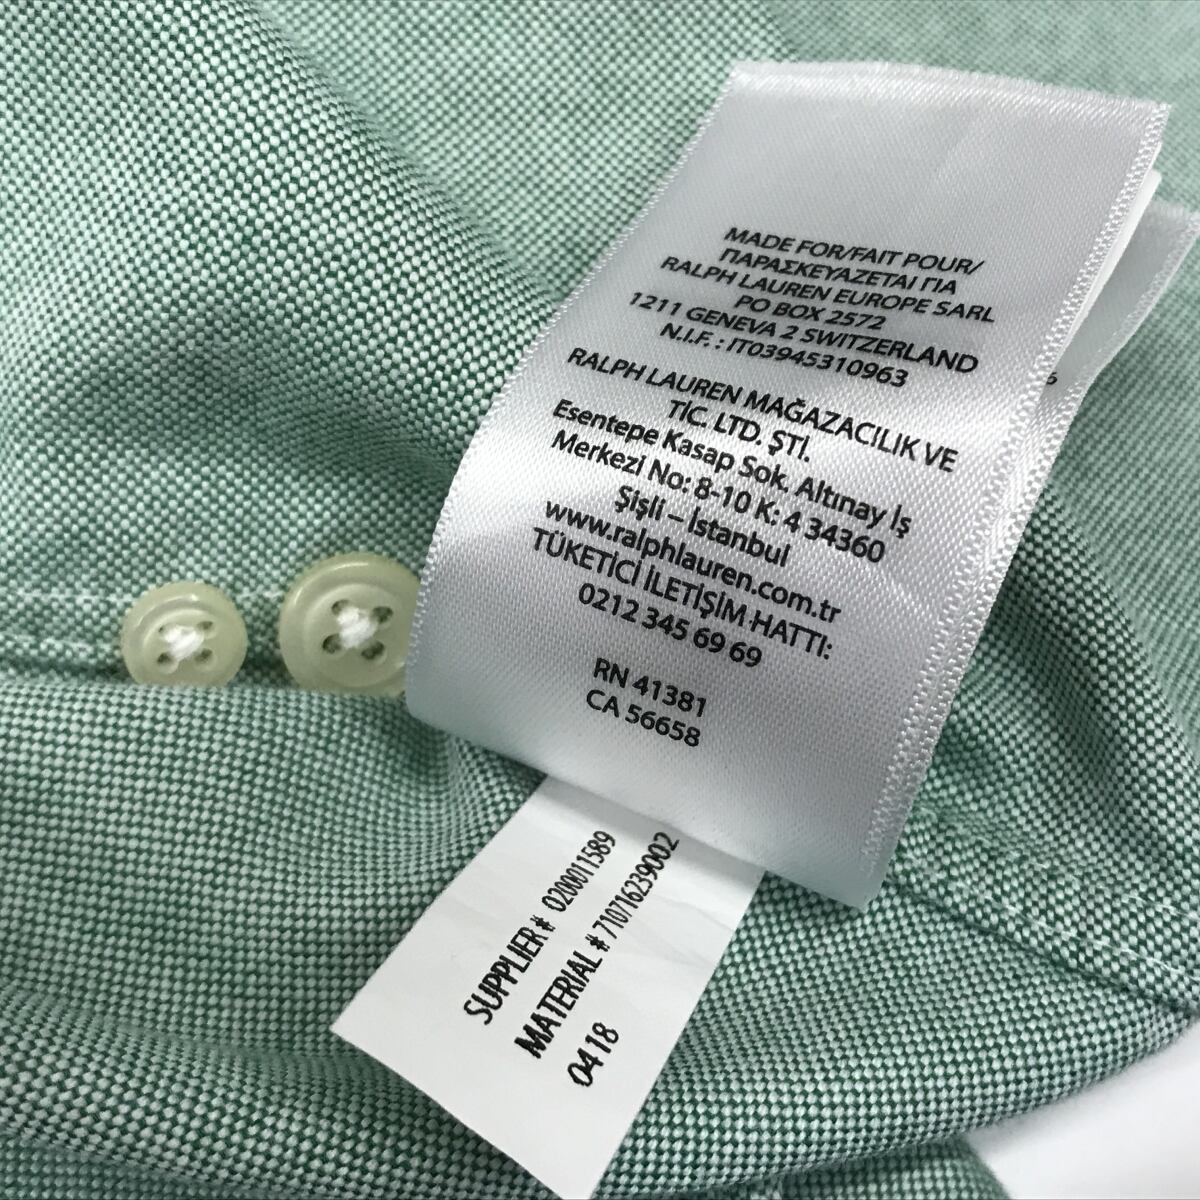 MADE FOR/FAIT POUR/
ΠΑΡΑΣΚΕΥΑΖΕΤΑΙ ΓΙΑ
RALPH LAUREN EUROPE SARL
PO BOX 2572
1211 GENEVA 2 SWITZERLAND
N.I.F. : IT03945310963
RALPH LAUREN MAĞAZACILIK VE
TİC. LTD. ŞTİ.
Esentepe Kasap Sok. Altınay İş
Merkezi No: 8-10 K: 4 34360
Şişli – İstanbul
www.ralphlauren.com.tr
TÜKETİCİ İLETİŞİM HATTI:
0212 345 69 69
RN 41381
CA 56658
SUPPLIER # 0200011589
MATERIAL # 710716239002
0418